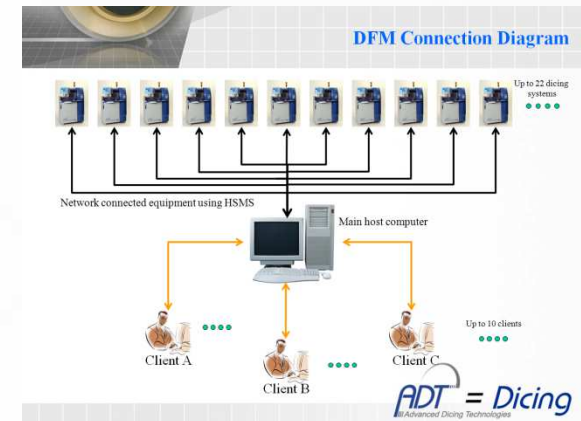 DFM Connection Diagram
Up to 22 dicing
systems
Network connected equipment using HSMS
Main host computer
Up to 10 clients
Client A
Client B
Client C
ADT = Dicing
Advanced Dicing Technologies